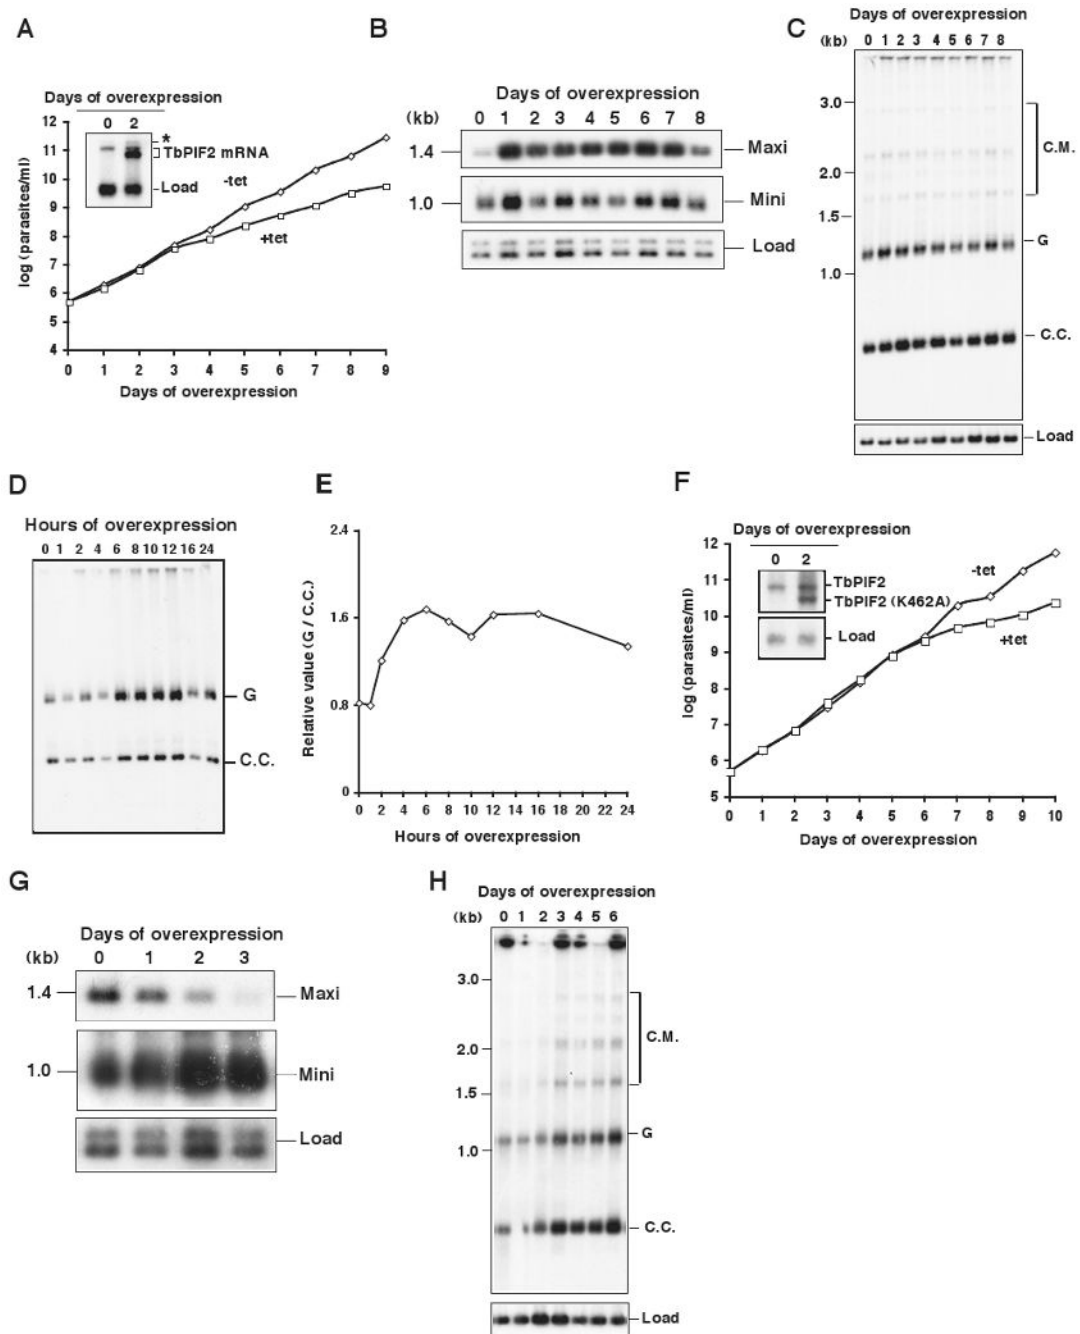 A
Days of overexpression
0 2
*
TbPIF2 mRNA
Load
-tet
+tet
log (parasites/ml)
12
11
10
9
8
7
6
5
4
0 1 2 3 4 5 6 7 8 9
Days of overexpression
B
Days of overexpression
(kb) 0 1 2 3 4 5 6 7 8
1.4 Maxi
1.0 Mini
Load
C
Days of overexpression
(kb) 0 1 2 3 4 5 6 7 8
3.0
C.M.
2.0
1.5
G
1.0
C.C.
Load
D
Hours of overexpression
0 1 2 4 6 8 10 12 16 24
G
C.C.
E
Relative value (G / C.C.)
2.4
1.6
0.8
0
0 2 4 6 8 10 12 14 16 18 20 22 24
Hours of overexpression
F
Days of overexpression
0 2
TbPIF2
TbPIF2 (K462A)
Load
-tet
+tet
log (parasites/ml)
12
11
10
9
8
7
6
5
0 1 2 3 4 5 6 7 8 9 10
Days of overexpression
G
Days of overexpression
(kb) 0 1 2 3
1.4 Maxi
1.0 Mini
Load
H
Days of overexpression
(kb) 0 1 2 3 4 5 6
3.0
C.M.
2.0
1.5
G
1.0
C.C.
Load